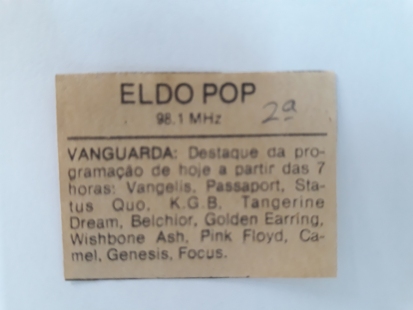 ELDO POP
98.1 MHz
2ª
VANGUARDA: Destaque da pro-
gramação de hoje a partir das 7
horas: Vangelis, Passaport, Sta-
tus Quo, K.G.B. Tangerine
Dream, Belchior, Golden Earring,
Wishbone Ash, Pink Floyd, Ca-
mel, Genesis, Focus.